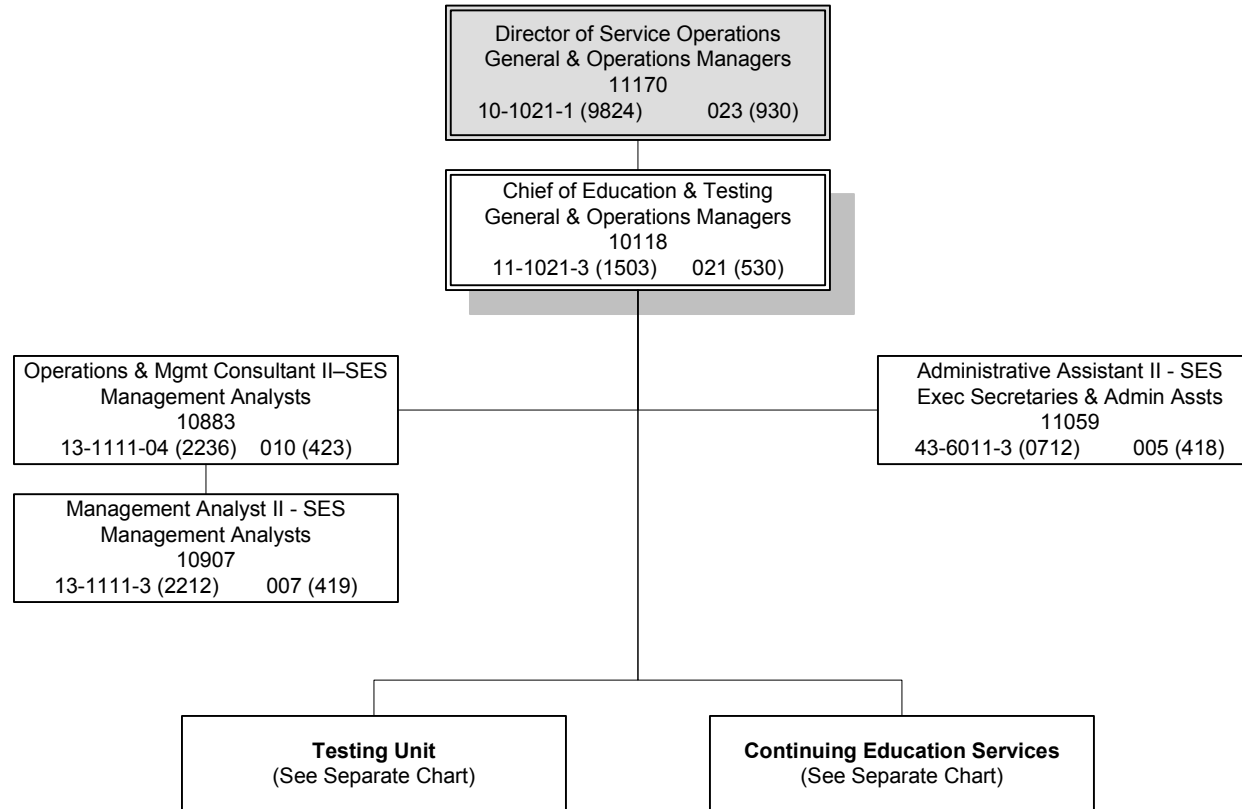 Director of Service Operations
General & Operations Managers
11170
10-1021-1 (9824) 023 (930)
Chief of Education & Testing
General & Operations Managers
10118
11-1021-3 (1503) 021 (530)
Operations & Mgmt Consultant II–SES
Management Analysts
10883
13-1111-04 (2236) 010 (423)
Administrative Assistant II - SES
Exec Secretaries & Admin Assts
11059
43-6011-3 (0712) 005 (418)
Management Analyst II - SES
Management Analysts
10907
13-1111-3 (2212) 007 (419)
Testing Unit
(See Separate Chart)
Continuing Education Services
(See Separate Chart)